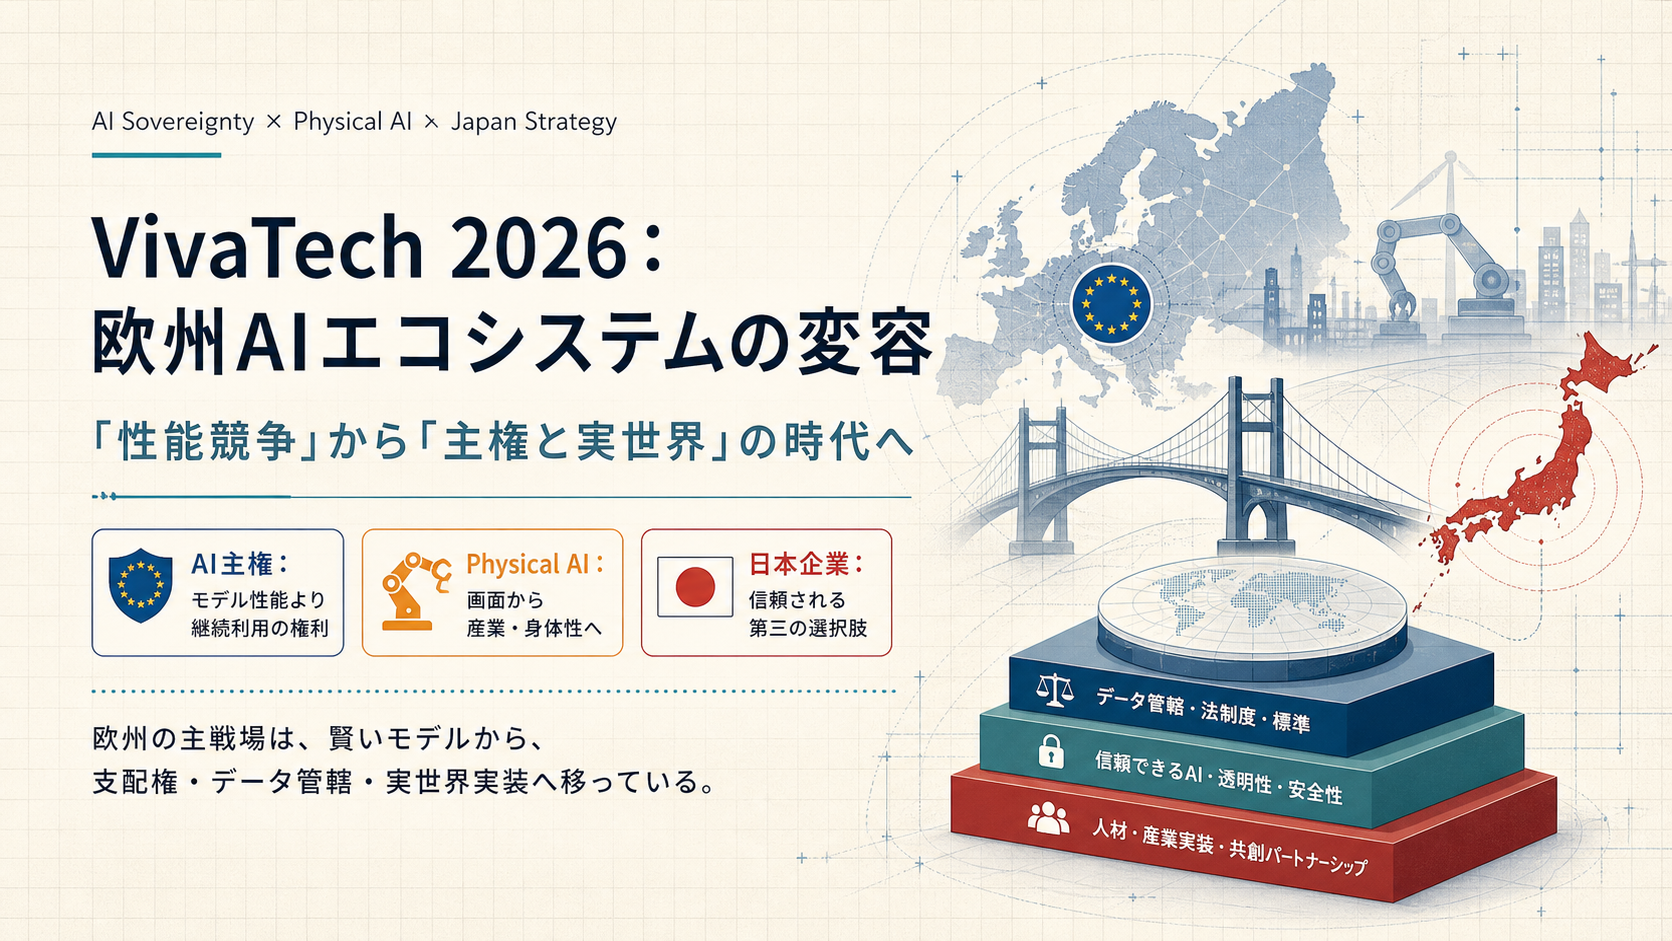 AI Sovereignty × Physical AI × Japan Strategy
VivaTech 2026：
欧州AIエコシステムの変容
「性能競争」から「主権と実世界」の時代へ
AI主権：
モデル性能より
継続利用の権利
Physical AI：
画面から
産業・身体性へ
日本企業：
信頼される
第三の選択肢
欧州の主戦場は、賢いモデルから、
支配権・データ管轄・実世界実装へ移っている。
データ管轄・法制度・標準
信頼できるAI・透明性・安全性
人材・産業実装・共創パートナーシップ